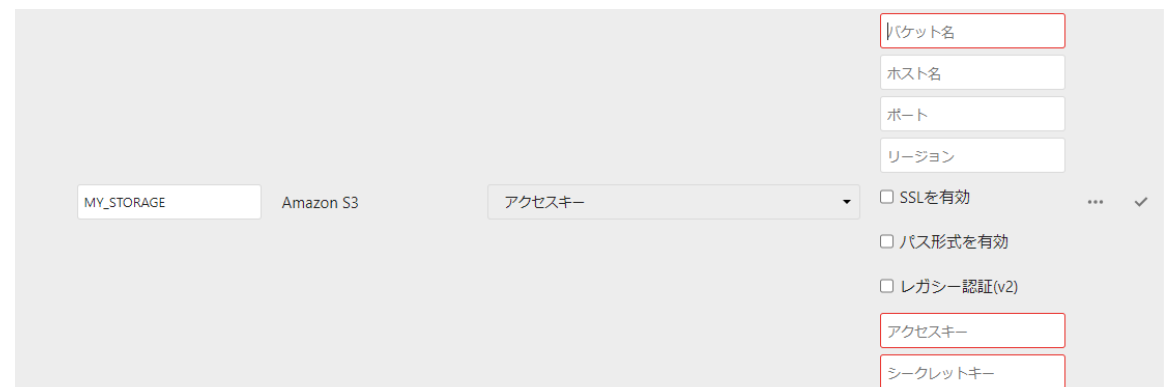 バケット名
ホスト名
ポート
リージョン
MY_STORAGE Amazon S3 アクセスキー SSLを有効
パス形式を有効
レガシー認証(v2)
アクセスキー
シークレットキー